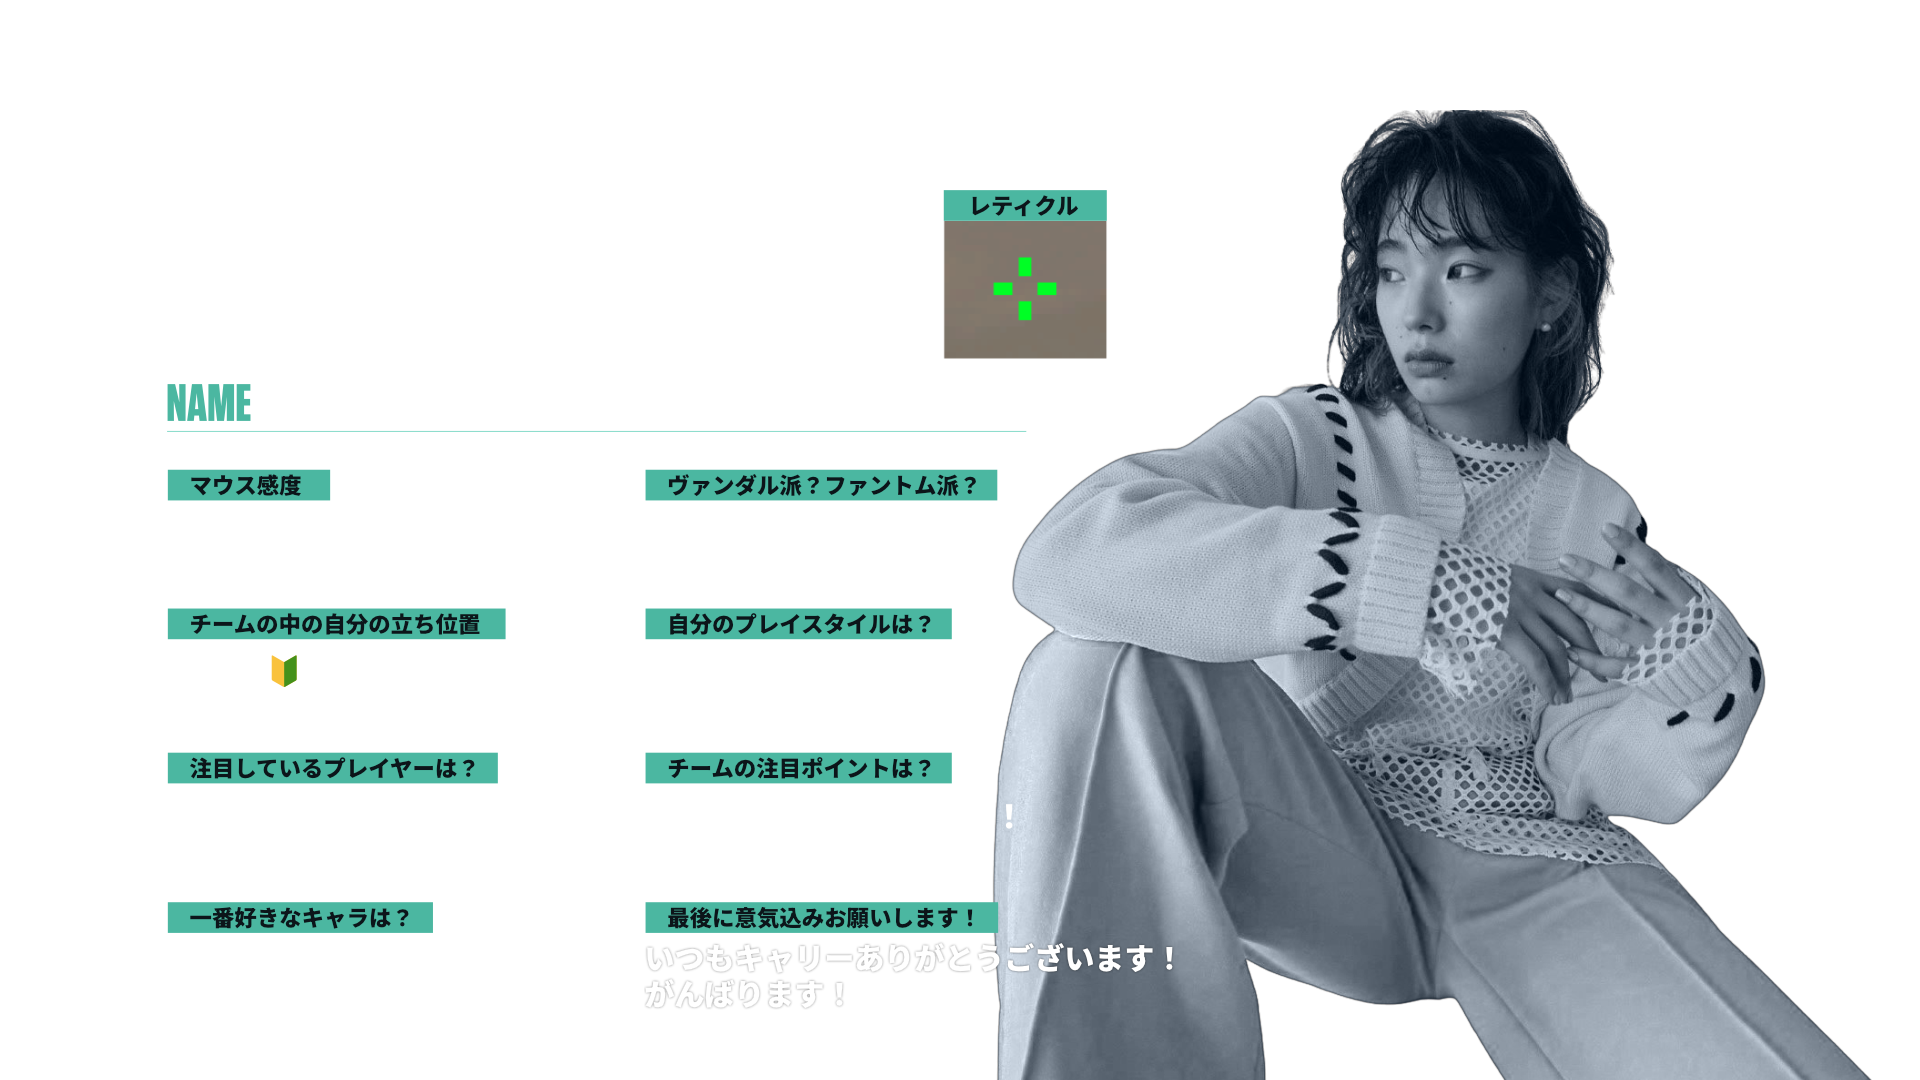 レティクル
NAME
マウス感度
ヴァンダル派？ファントム派？
チームの中の自分の立ち位置
自分のプレイスタイルは？
🔰
注目しているプレイヤーは？
チームの注目ポイントは？
！
一番好きなキャラは？
最後に意気込みお願いします！
いつもキャリーありがとうございます！
がんばります！